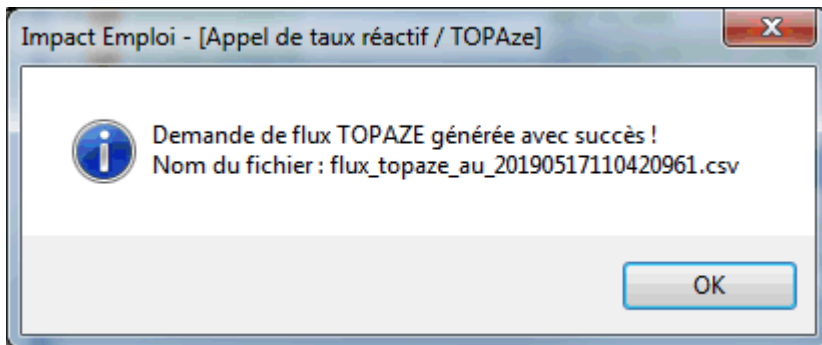 Impact Emploi - [Appel de taux réactif / TOPAze]
Demande de flux TOPAZE générée avec succès !
Nom du fichier : flux_topaze_au_20190517110420961.csv
OK